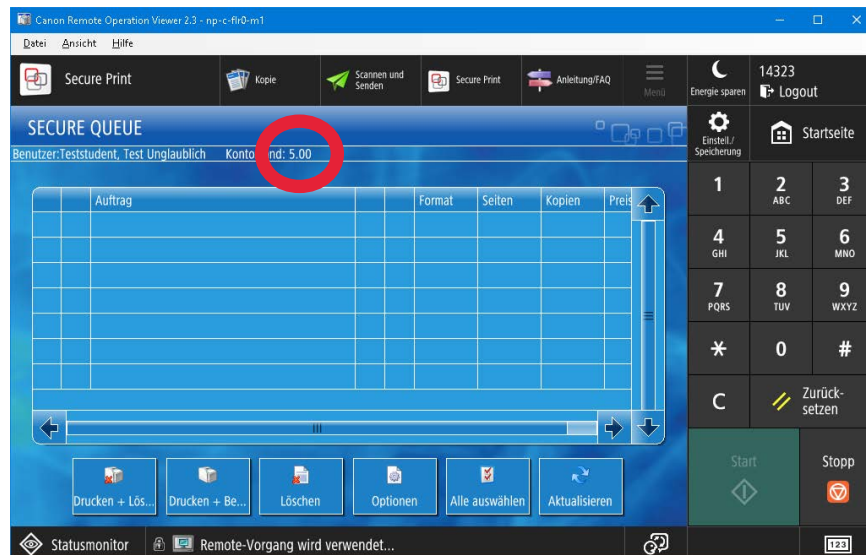 Canon Remote Operation Viewer 2.3 - np-c-flr0-m1
Datei Ansicht Hilfe
Secure Print
Kopie
Scannen und
Senden
Secure Print
Anleitung/FAQ
Menü
Energie sparen
14323
Logout
SECURE QUEUE
Einstell./
Speicherung
Startseite
Benutzer:Teststudent, Test Unglaublich 5.00
Auftrag Format Seiten Kopien Preis
1 2 3
ABC DEF
4 5 6
GHI JKL MNO
7 8 9
PQRS TUV WXYZ
* 0 #
C Zurück-
setzen
Start Stopp
Drucken + Lös... Drucken + Be... Löschen Optionen Alle auswählen Aktualisieren
Statusmonitor Remote-Vorgang wird verwendet...
123